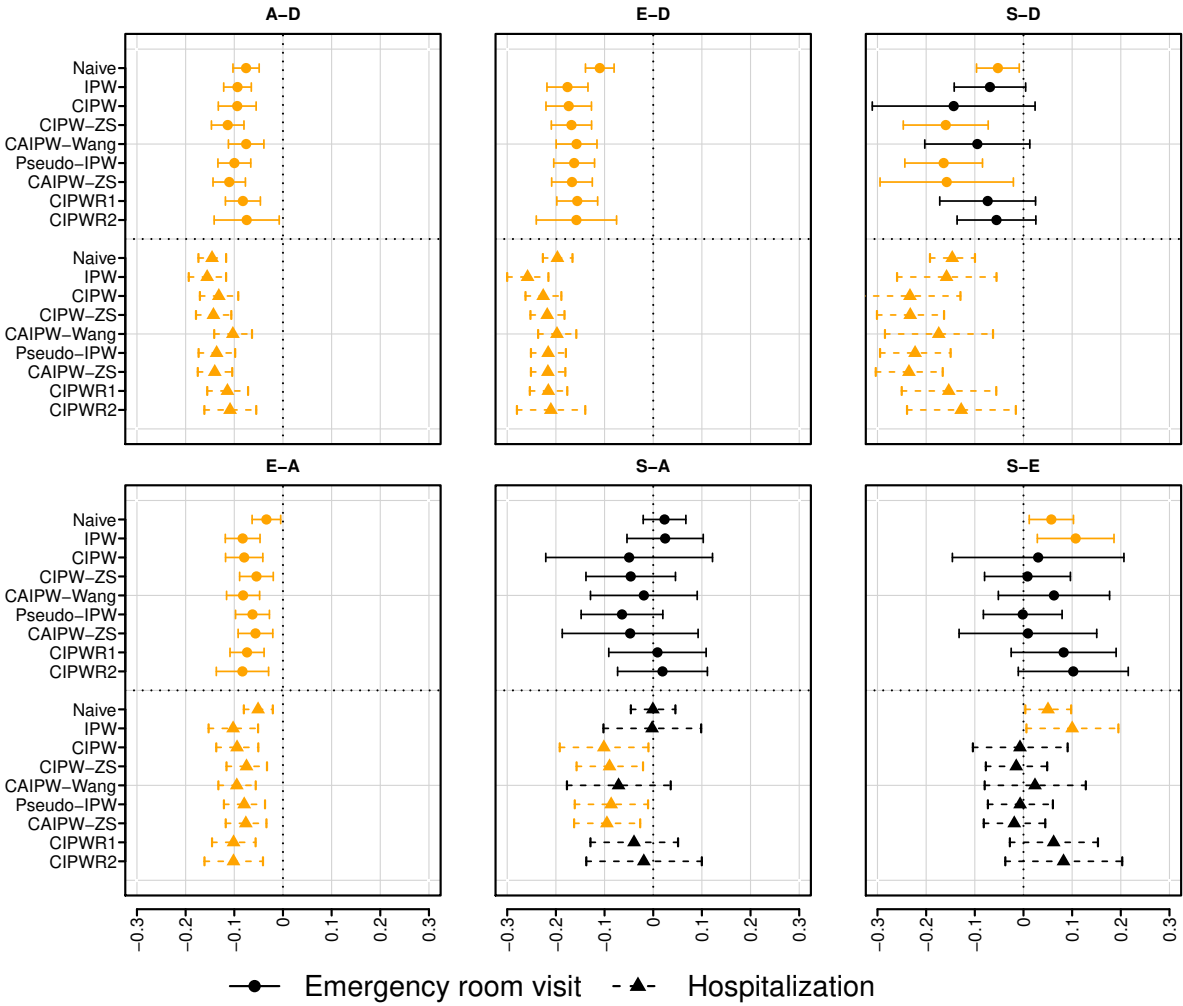 A−D E−D S−D
Naive
IPW
CIPW
CIPW−ZS
CAIPW−Wang
Pseudo−IPW
CAIPW−ZS
CIPWR1
CIPWR2
Naive
IPW
CIPW
CIPW−ZS
CAIPW−Wang
Pseudo−IPW
CAIPW−ZS
CIPWR1
CIPWR2
E−A S−A S−E
Naive
IPW
CIPW
CIPW−ZS
CAIPW−Wang
Pseudo−IPW
CAIPW−ZS
CIPWR1
CIPWR2
Naive
IPW
CIPW
CIPW−ZS
CAIPW−Wang
Pseudo−IPW
CAIPW−ZS
CIPWR1
CIPWR2
−0.3 −0.2 −0.1 0 0.1 0.2 0.3 −0.3 −0.2 −0.1 0 0.1 0.2 0.3 −0.3 −0.2 −0.1 0 0.1 0.2 0.3
Emergency room visit Hospitalization